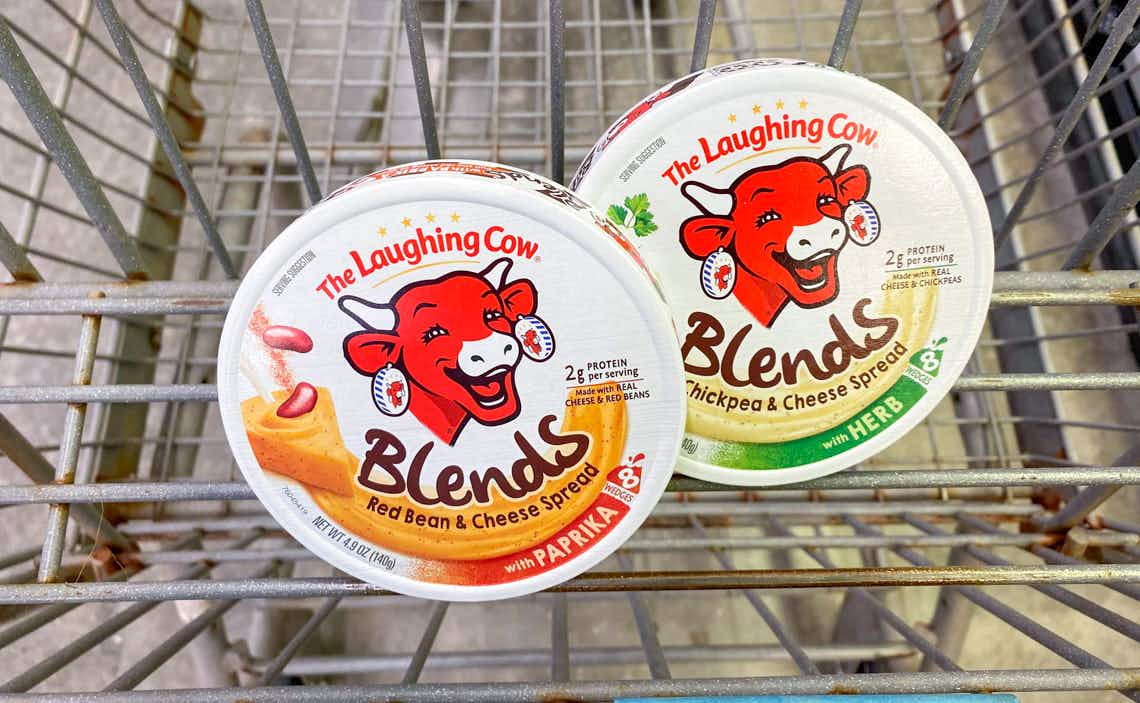 SERVING SUGGESTION
The Laughing Cow®
2g PROTEIN
per serving
Made with REAL
CHEESE & RED BEANS
Blends
Red Bean & Cheese Spread
8
WEDGES
with PAPRIKA
NET WT 4.9 OZ (140g)
SERVING SUGGESTION
The Laughing Cow®
2g PROTEIN
per serving
Made with REAL
CHEESE & CHICKPEAS
Blends
hickpea & Cheese Spread
8
WEDGES
with HERB